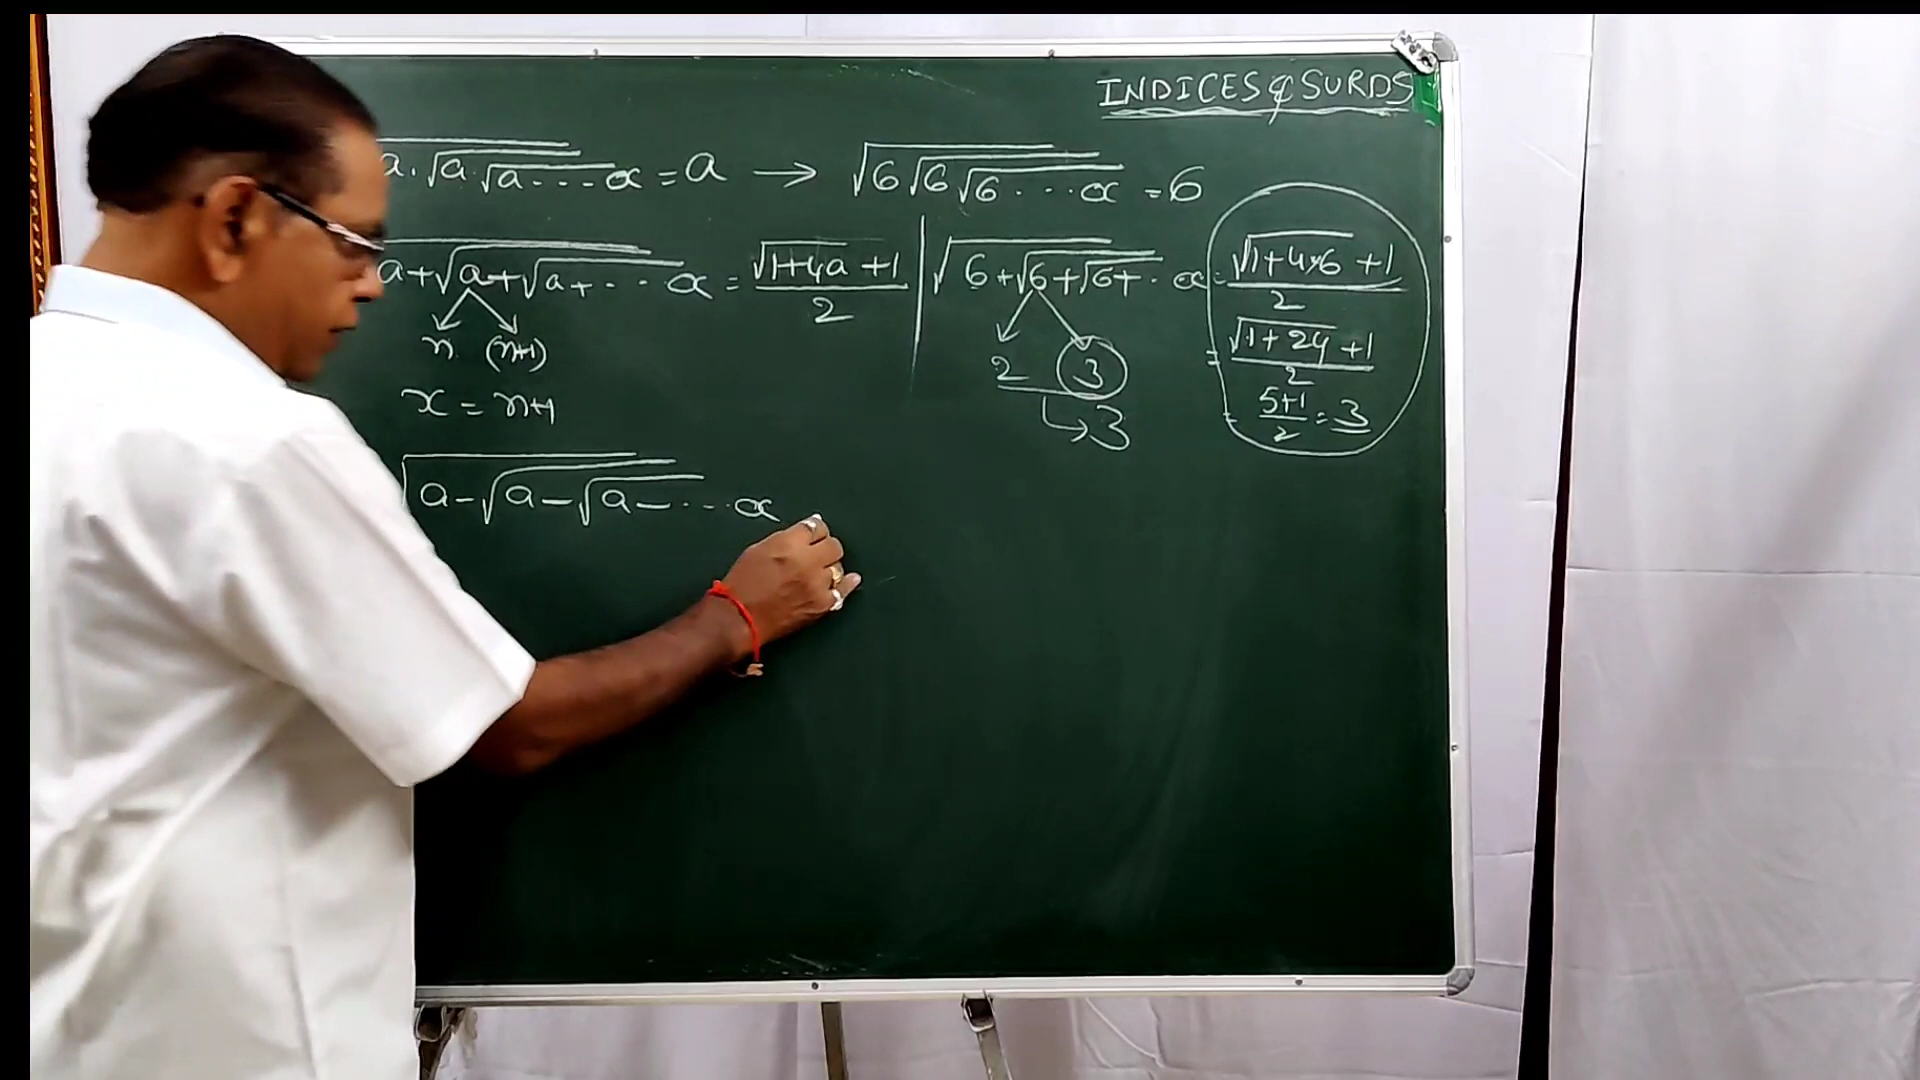 INDICES & SURDS
a.√a.√a...∝ = a → √6√6√6...∝ = 6
a+√a+√a+...∝ = (√1+4a +1)/2 | √6+√6+√6+.∝ = (√1+4×6 +1)/2
n (n+1)
2 3
= (√1+24 +1)/2
x = n+1
↳3
= (5+1)/2 = 3
√a-√a-√a-...∝